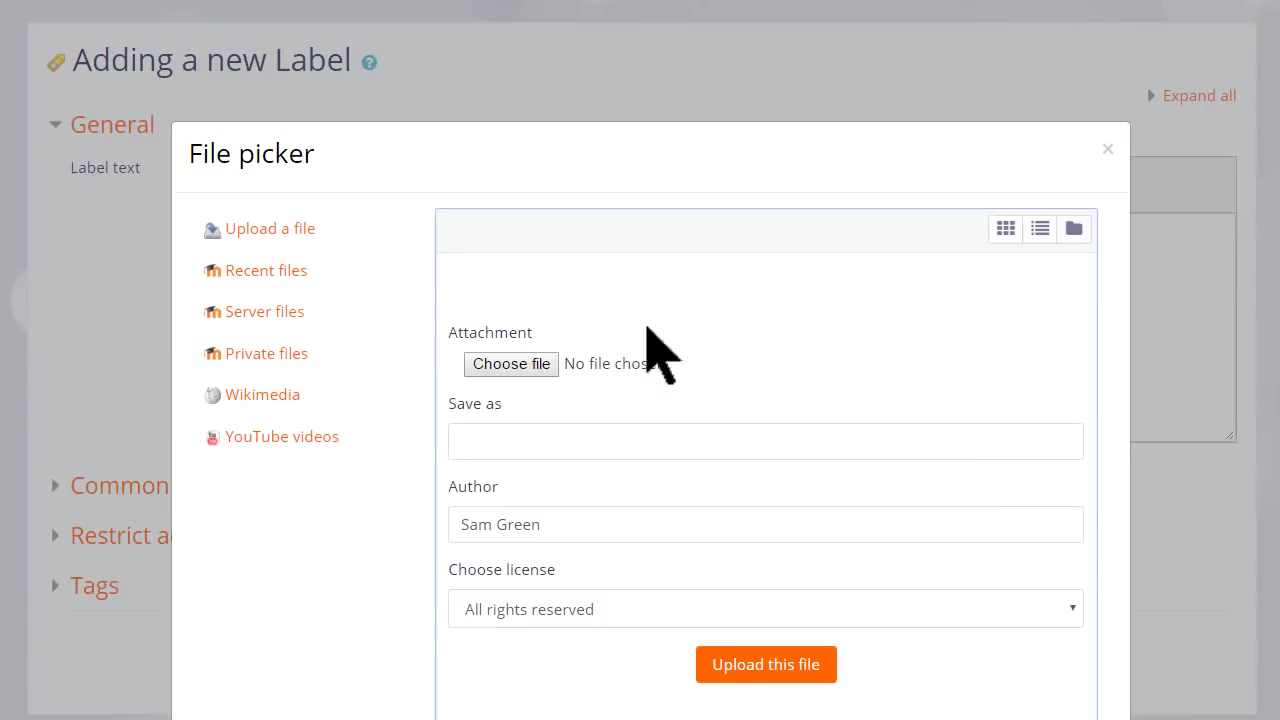 Adding a new Label
Expand all
General
Label text
File picker
×
Upload a file
Recent files
Server files
Private files
Wikimedia
YouTube videos
Attachment
Choose file No file chos
Save as
Author
Sam Green
Choose license
All rights reserved
Upload this file
Common
Restrict a
Tags